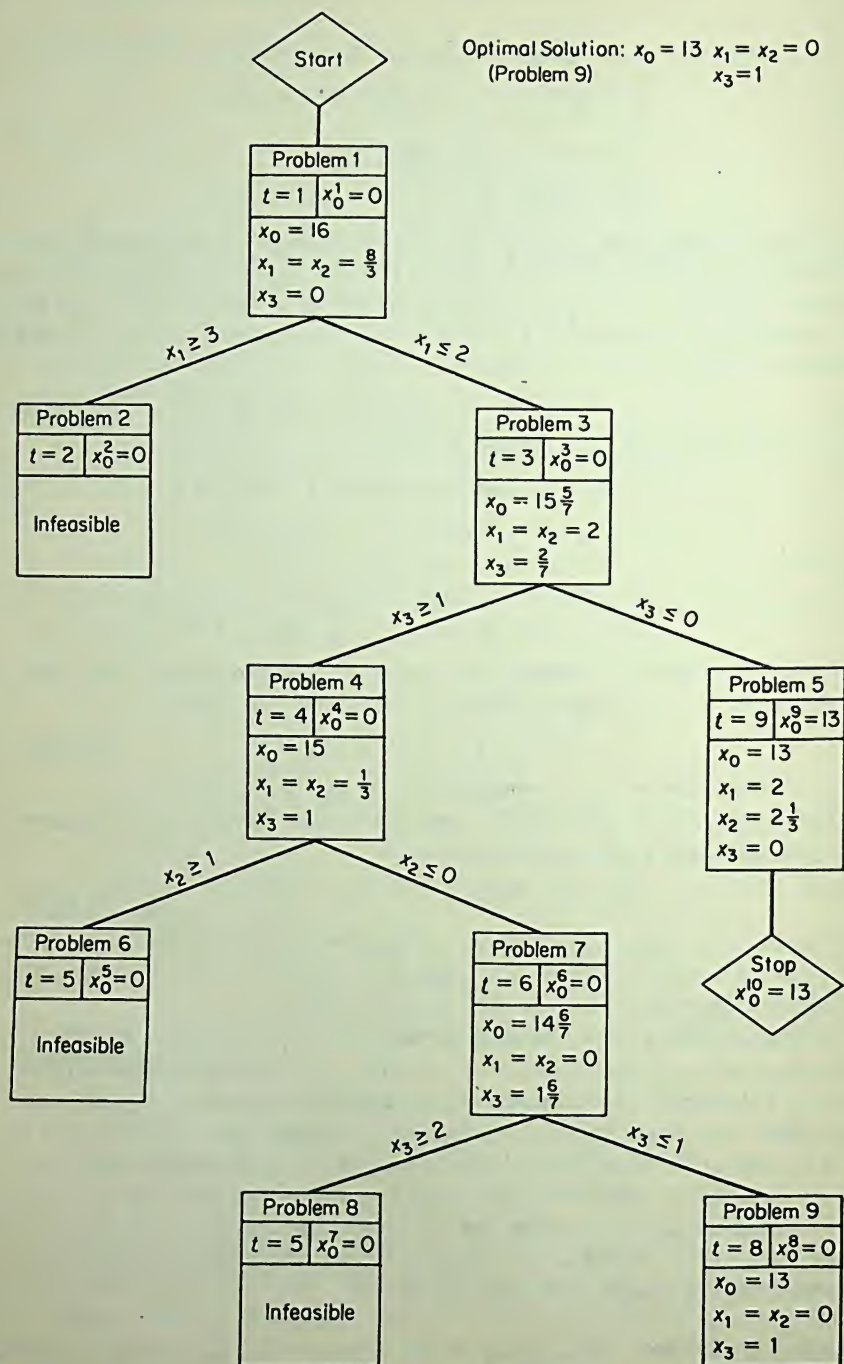 Start
Optimal Solution: x₀ = 13 x₁ = x₂ = 0
(Problem 9) x₃ = 1
Problem 1
t = 1 x₀¹ = 0
x₀ = 16
x₁ = x₂ = 8/3
x₃ = 0
x₁ ≥ 3
x₁ ≤ 2
Problem 2
t = 2 x₀² = 0
Infeasible
Problem 3
t = 3 x₀³ = 0
x₀ = 15 5/7
x₁ = x₂ = 2
x₃ = 2/7
x₃ ≥ 1
x₃ ≤ 0
Problem 4
t = 4 x₀⁴ = 0
x₀ = 15
x₁ = x₂ = 1/3
x₃ = 1
Problem 5
t = 9 x₀⁹ = 13
x₀ = 13
x₁ = 2
x₂ = 2 1/3
x₃ = 0
x₂ ≥ 1
x₂ ≤ 0
Problem 6
t = 5 x₀⁵ = 0
Infeasible
Problem 7
t = 6 x₀⁶ = 0
x₀ = 14 6/7
x₁ = x₂ = 0
x₃ = 1 6/7
Stop
x₀¹⁰ = 13
x₃ ≥ 2
x₃ ≤ 1
Problem 8
t = 5 x₀⁷ = 0
Infeasible
Problem 9
t = 8 x₀⁸ = 0
x₀ = 13
x₁ = x₂ = 0
x₃ = 1